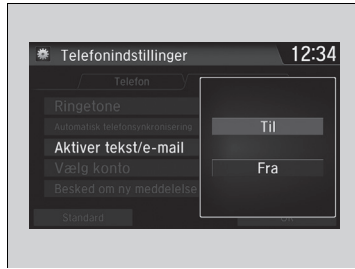 Telefonindstillinger
12:34
Telefon
Ringetone
Automatisk telefonsynkronisering
Aktiver tekst/e-mail
Vælg konto
Besked om ny meddelelse
Til
Fra
Standard